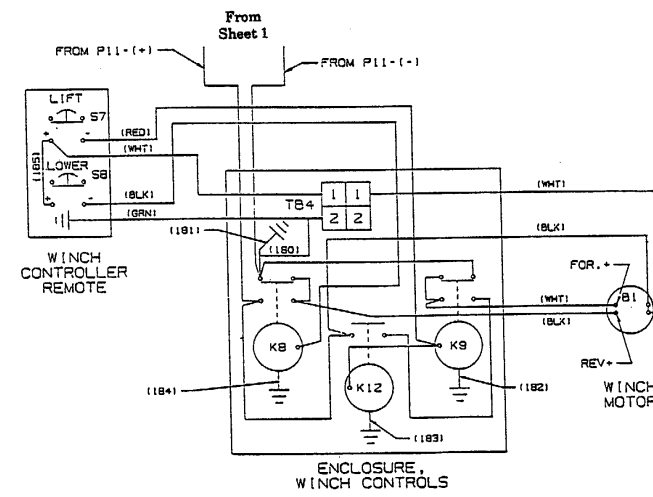 From
Sheet 1
FROM P11-(+)
FROM P11-(-)
LIFT
S7
+
-
(RED)
(WHT)
(185)
LOWER
S8
+
-
(BLK)
(GRN)
(181)
(180)
WINCH
CONTROLLER
REMOTE
TB4
1 1
2 2
(WHT)
(BLK)
FOR.+
(WHT)
B1
(BLK)
REV+
WINCH
MOTOR
K8
K9
K12
(184)
(182)
(183)
ENCLOSURE,
WINCH CONTROLS